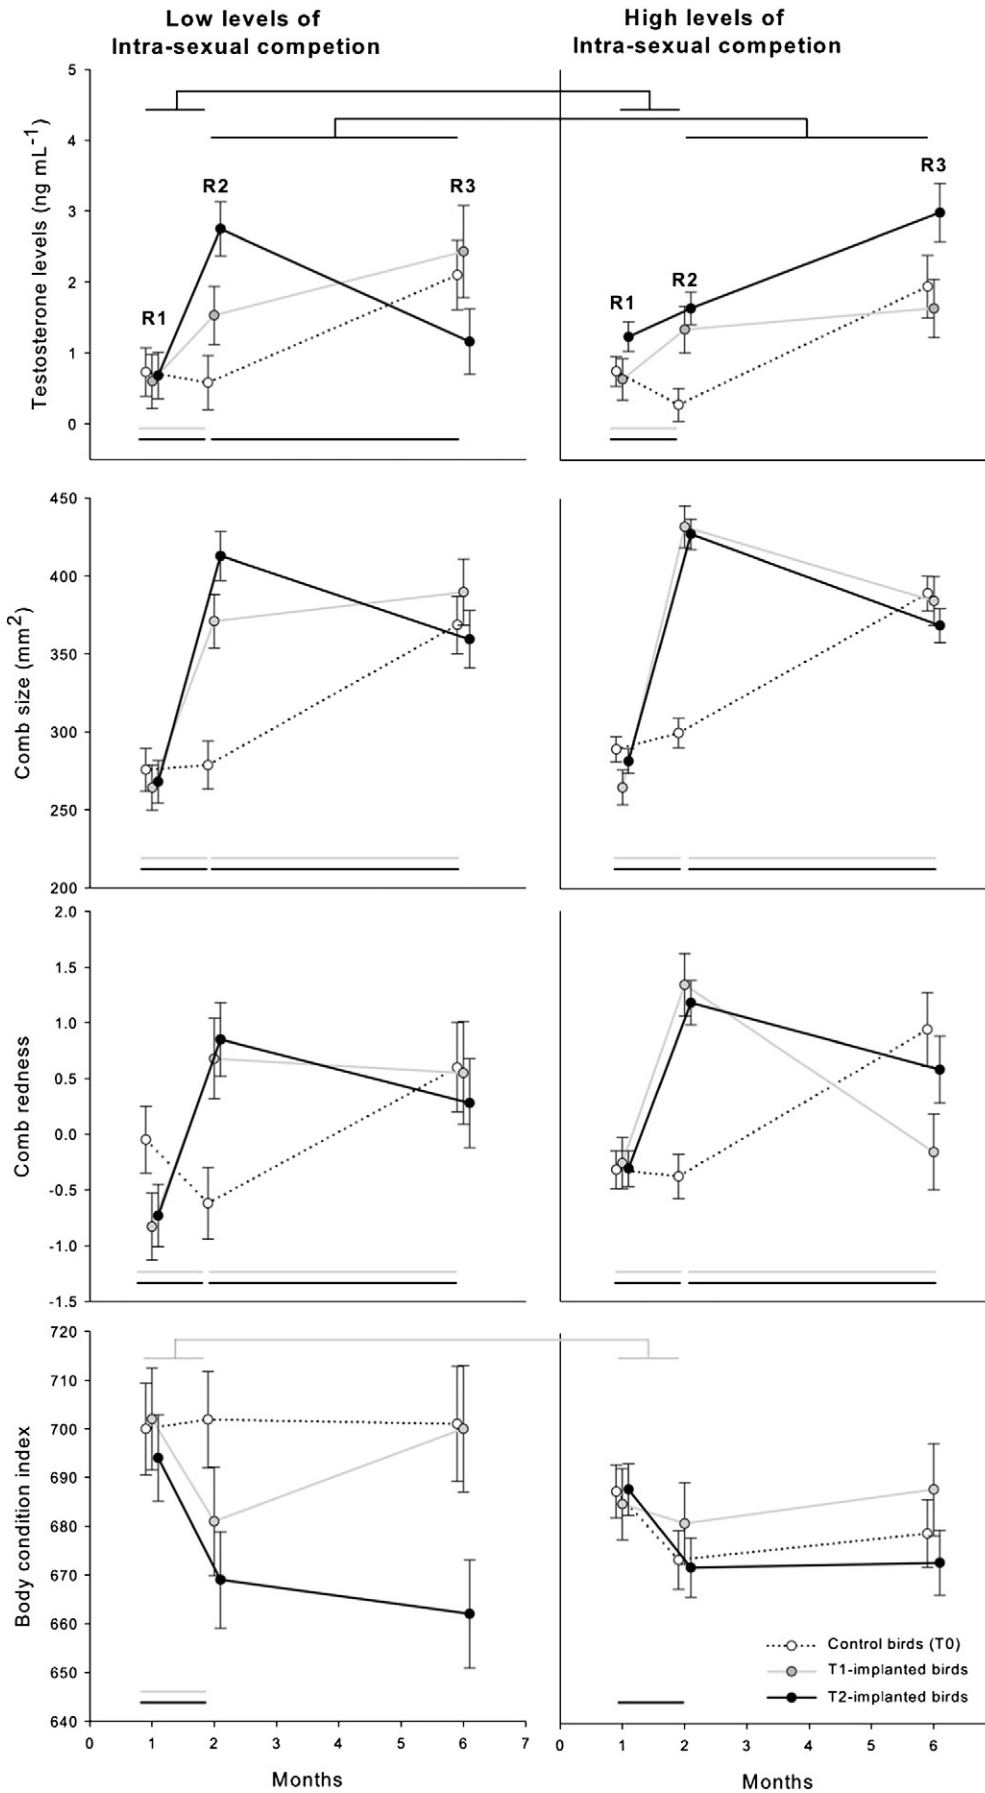 Low levels of
Intra-sexual competion
High levels of
Intra-sexual competion
Testosterone levels (ng mL-1)
5
4
3
2
1
0
R1
R2
R3
R1
R2
R3
Comb size (mm2)
450
400
350
300
250
200
Comb redness
2.0
1.5
1.0
0.5
0.0
-0.5
-1.0
-1.5
Body condition index
720
710
700
690
680
670
660
650
640
Control birds (T0)
T1-implanted birds
T2-implanted birds
0 1 2 3 4 5 6 7
0 1 2 3 4 5 6
Months
Months